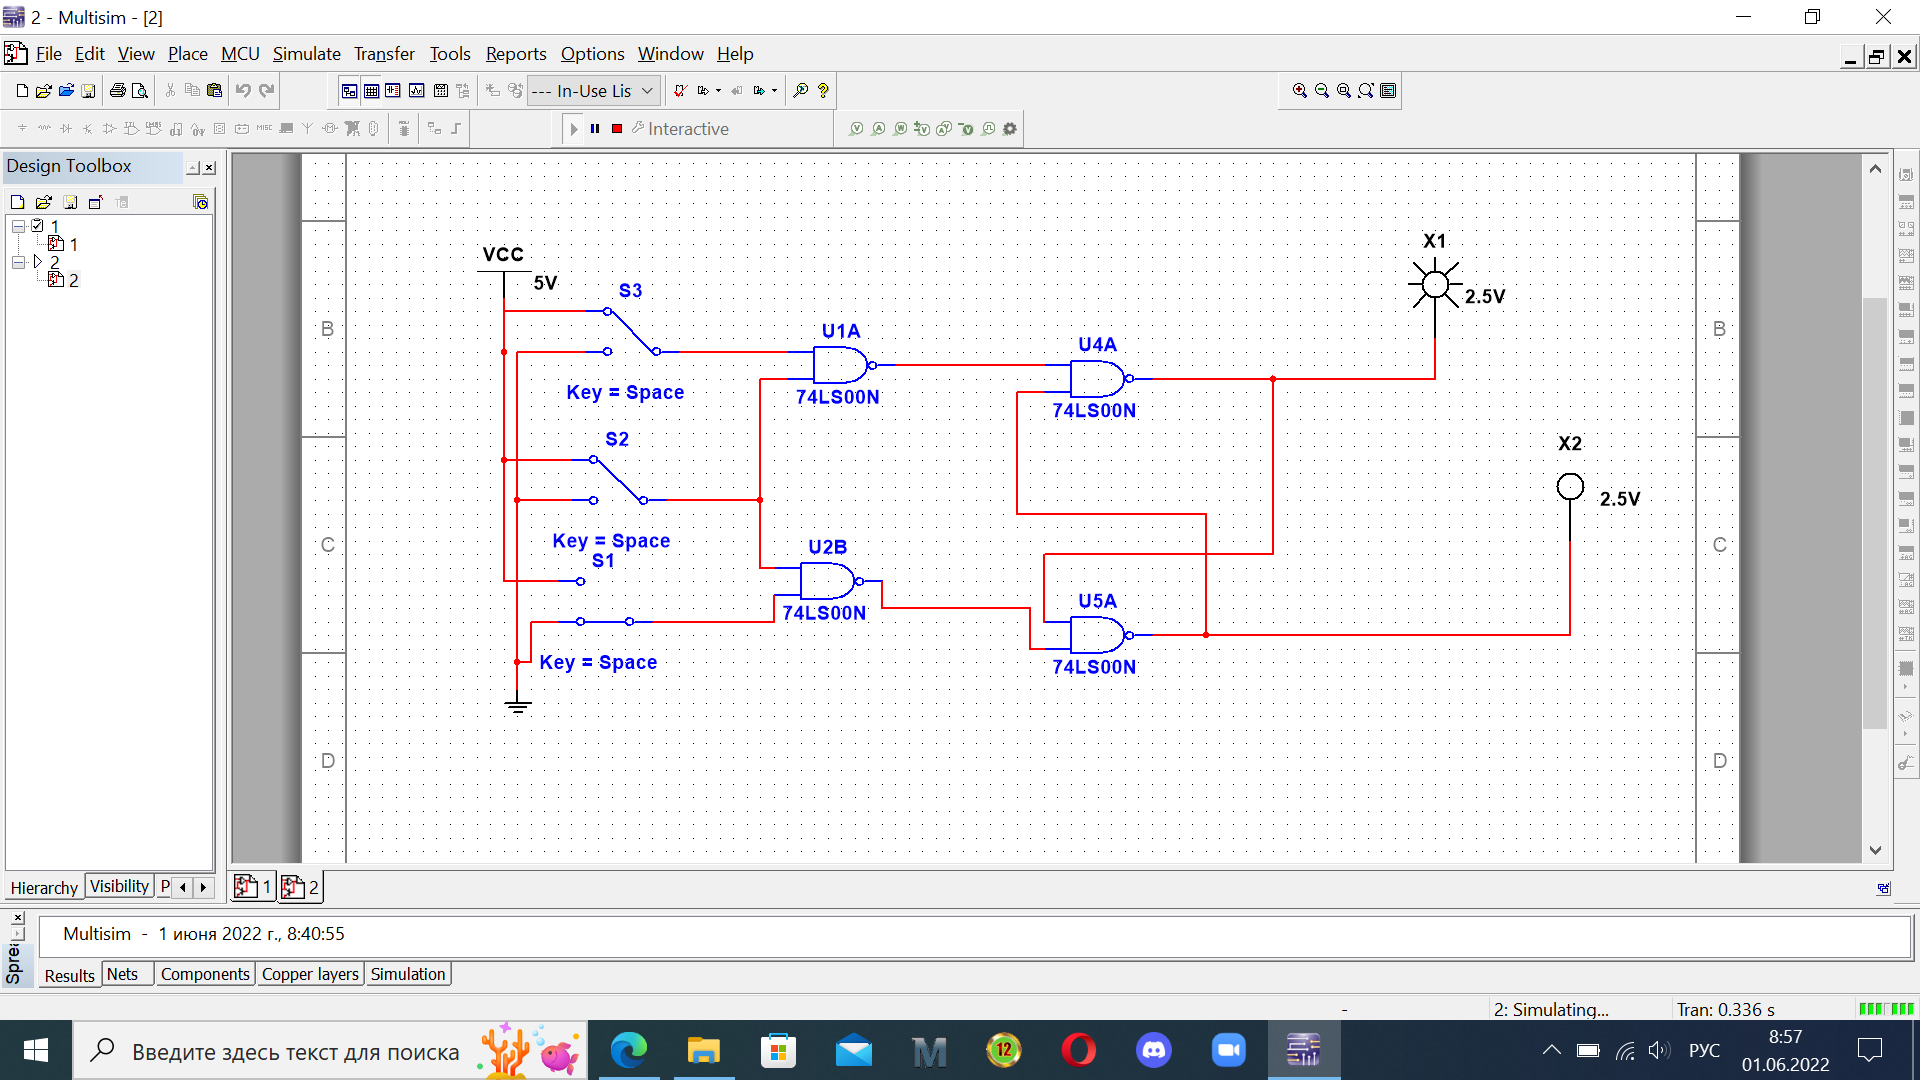 2 - Multisim - [2]
File Edit View Place MCU Simulate Transfer Tools Reports Options Window Help
--- In-Use Lis
Interactive
Design Toolbox
1
1
2
2
VCC
5V
S3
Key = Space
S2
Key = Space
S1
Key = Space
U1A
74LS00N
U2B
74LS00N
U4A
74LS00N
U5A
74LS00N
X1
2.5V
X2
2.5V
B
C
D
B
C
D
Hierarchy Visibility P
1 2
Multisim - 1 июня 2022 г., 8:40:55
Spre
Results Nets Components Copper layers Simulation
- 2: Simulating... Tran: 0.336 s
Введите здесь текст для поиска
12
РУС
8:57
01.06.2022